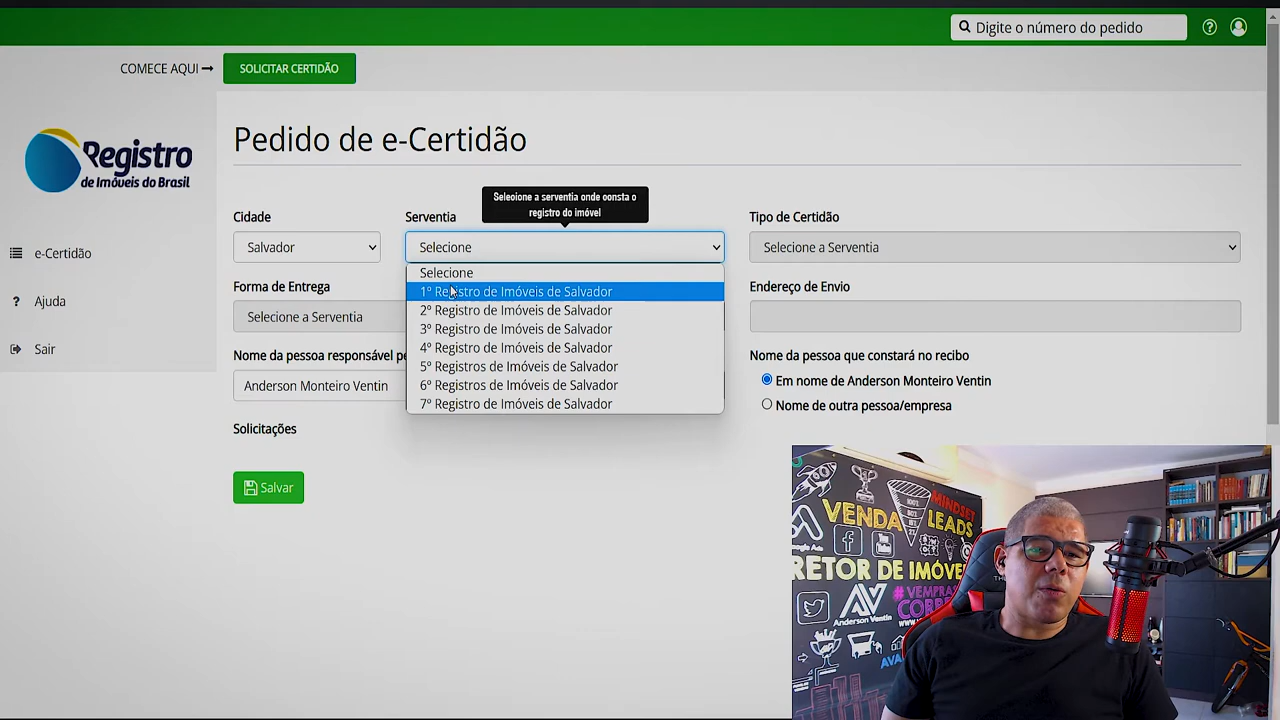 Digite o número do pedido
COMECE AQUI
SOLICITAR CERTIDÃO
Registro
de Imóveis do Brasil
e-Certidão
Ajuda
Sair
Pedido de e-Certidão
Seleoione a serventia onde oonsta o
registro do imóvel
Cidade
Serventia
Tipo de Certidão
Salvador
Selecione
Selecione a Serventia
Selecione
1º Registro de Imóveis de Salvador
2º Registro de Imóveis de Salvador
3º Registro de Imóveis de Salvador
4º Registro de Imóveis de Salvador
5º Registros de Imóveis de Salvador
6º Registros de Imóveis de Salvador
7º Registro de Imóveis de Salvador
Forma de Entrega
Endereço de Envio
Selecione a Serventia
Nome da pessoa responsável pe
Nome da pessoa que constará no recibo
Anderson Monteiro Ventin
Em nome de Anderson Monteiro Ventin
Nome de outra pessoa/empresa
Solicitações
Salvar
MINDSET
VENDA
LEADS
RETOR DE IMÓVE
#VEMPRAS
Anderson Ventin